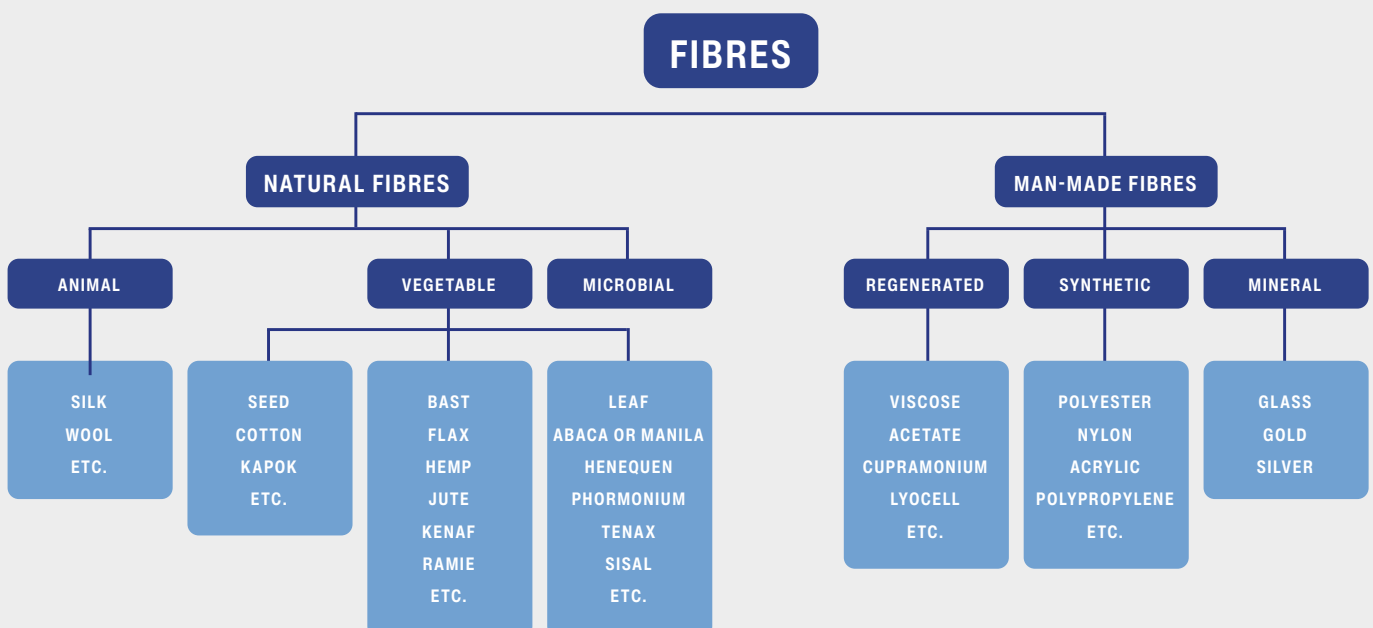 FIBRES
NATURAL FIBRES
MAN-MADE FIBRES
ANIMAL
VEGETABLE
MICROBIAL
REGENERATED
SYNTHETIC
MINERAL
SILK
WOOL
ETC.
SEED
COTTON
KAPOK
ETC.
BAST
FLAX
HEMP
JUTE
KENAF
RAMIE
ETC.
LEAF
ABACA OR MANILA
HENEQUEN
PHORMONIUM
TENAX
SISAL
ETC.
VISCOSE
ACETATE
CUPRAMONIUM
LYOCELL
ETC.
POLYESTER
NYLON
ACRYLIC
POLYPROPYLENE
ETC.
GLASS
GOLD
SILVER